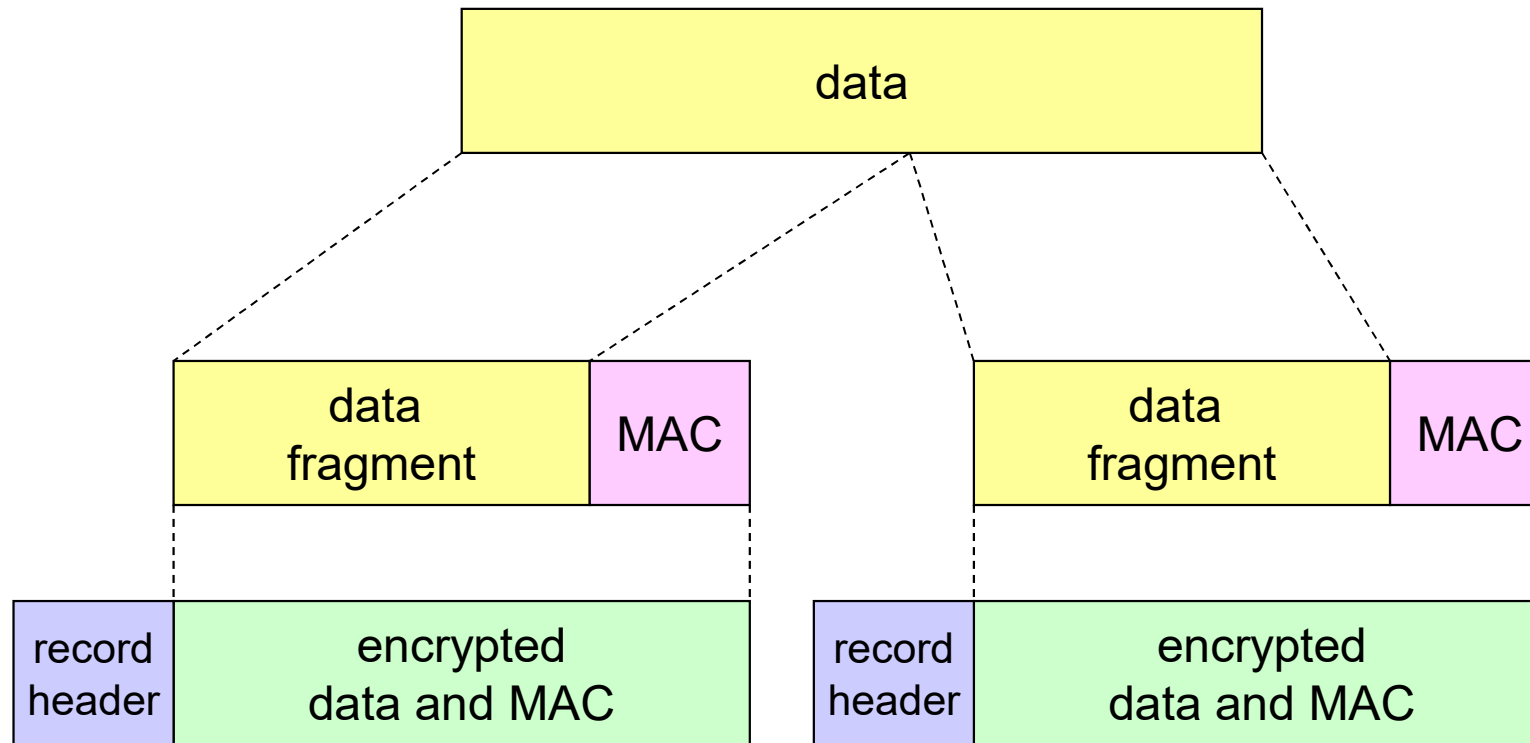 data
data
fragment
MAC
data
fragment
MAC
record
header
encrypted
data and MAC
record
header
encrypted
data and MAC